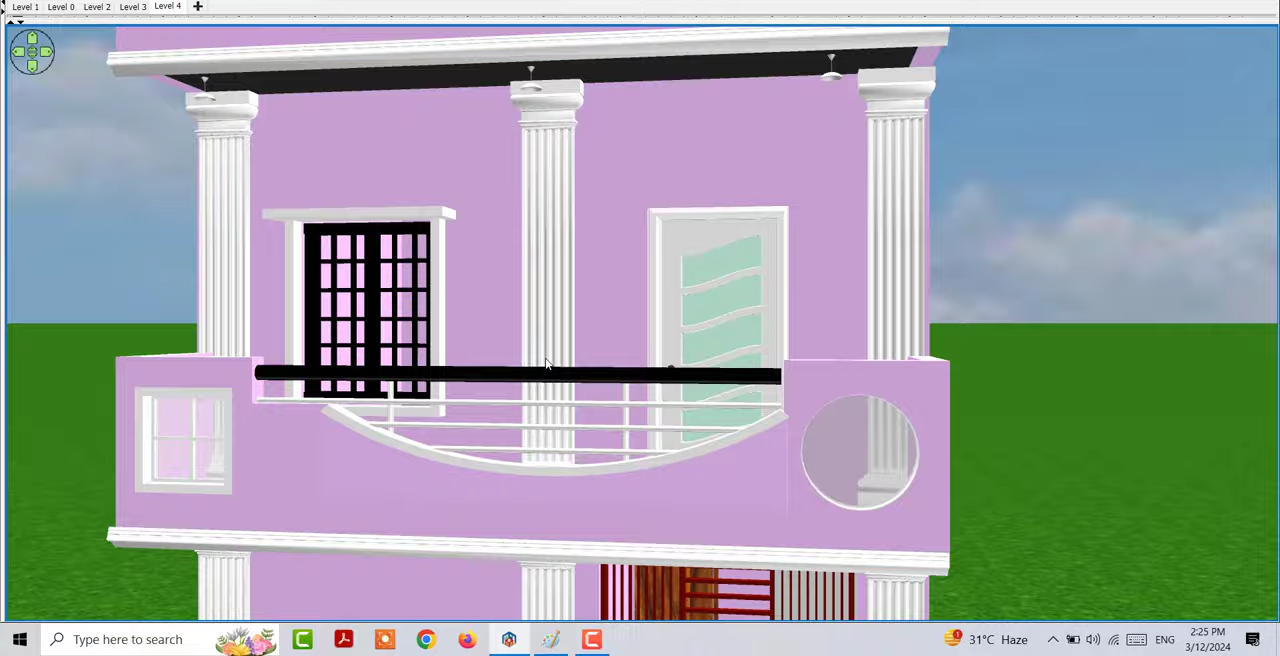 Level 1 Level 0 Level 2 Level 3 Level 4
Type here to search
1
31°C Haze
ENG
2:25 PM
3/12/2024